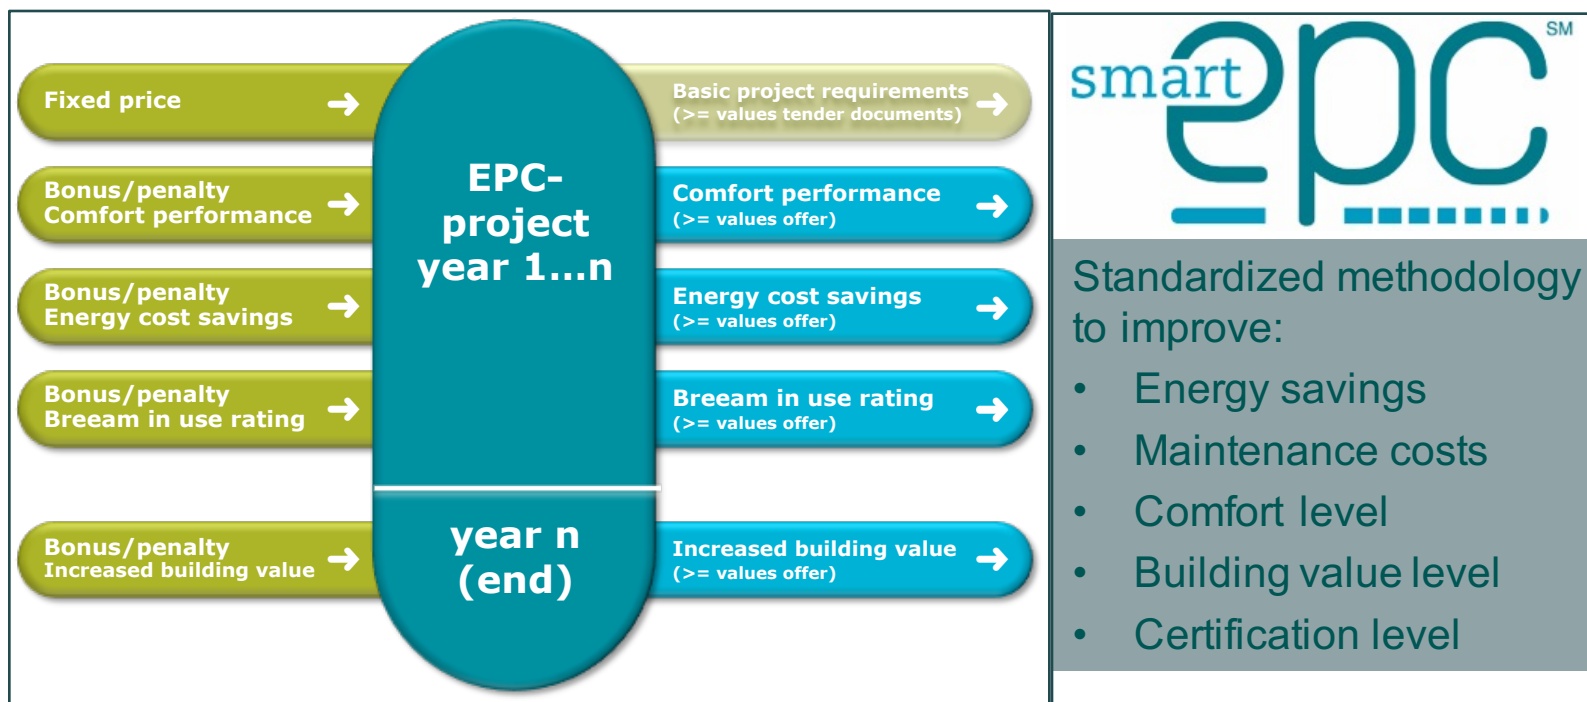 Fixed price
Bonus/penalty
Comfort performance
Bonus/penalty
Energy cost savings
Bonus/penalty
Breeam in use rating
Bonus/penalty
Increased building value
EPC-
project
year 1...n
year n
(end)
Basic project requirements
(>= values tender documents)
Comfort performance
(>= values offer)
Energy cost savings
(>= values offer)
Breeam in use rating
(>= values offer)
Increased building value
(>= values offer)
smart epc SM
Standardized methodology
to improve:
• Energy savings
• Maintenance costs
• Comfort level
• Building value level
• Certification level